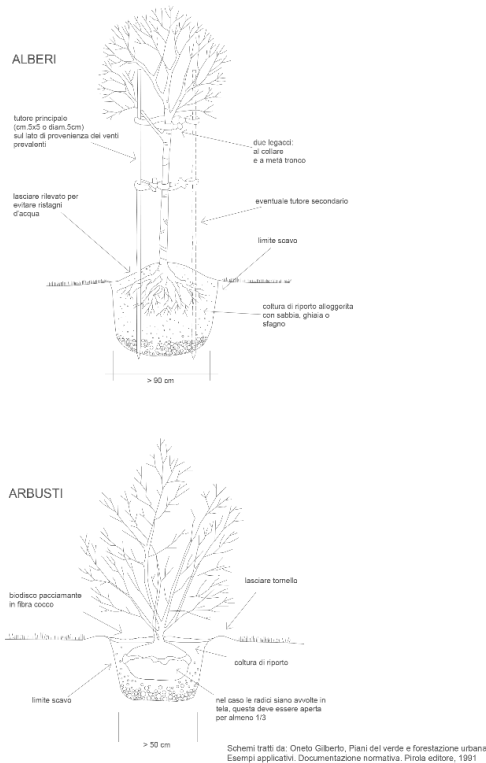 ALBERI
tutore principale
(cm.5x5 o diam.5cm)
sul lato di provenienza dei venti
prevalenti
due legacci:
al collare
e a metà tronco
lasciare rilevato per
evitare ristagni
d'acqua
eventuale tutore secondario
limite scavo
coltura di riporto alloggerita
con sabbia, ghiaia o
sfagno
> 90 cm
ARBUSTI
biodisco pacciamante
in fibra cocco
lasciare tornello
coltura di riporto
limite scavo
nel caso le radici siano avvolte in
tela, questa deve essere aperta
per almeno 1/3
> 50 cm
Schemi tratti da: Oneto Gilberto, Piani del verde e forestazione urbana
Esempi applicativi. Documentazione normativa. Pirola editore, 1991